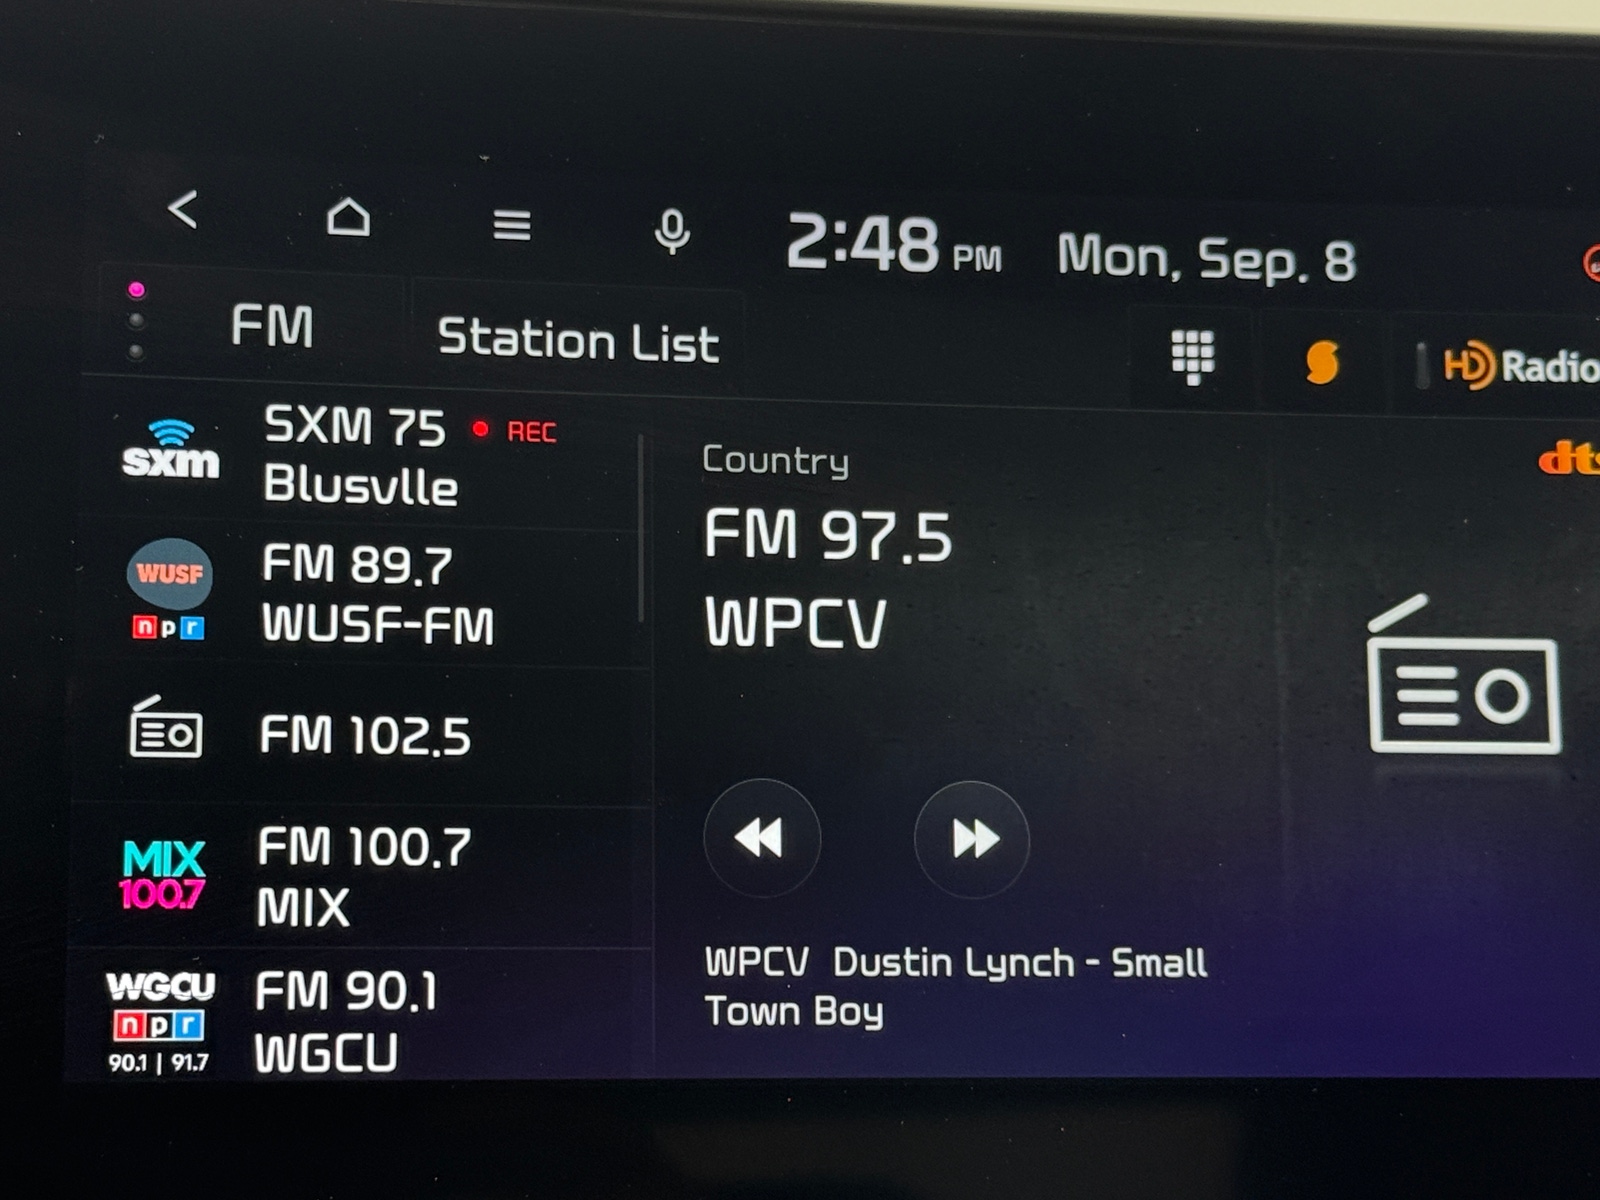 2:48 PM Mon, Sep. 8
FM Station List
HD Radio
sxm SXM 75 REC
Blusvlle
WUSF FM 89.7
npr WUSF-FM
FM 102.5
MIX FM 100.7
100.7 MIX
WGCU FM 90.1
npr WGCU
90.1 | 91.7
Country
dts
FM 97.5
WPCV
WPCV Dustin Lynch - Small
Town Boy